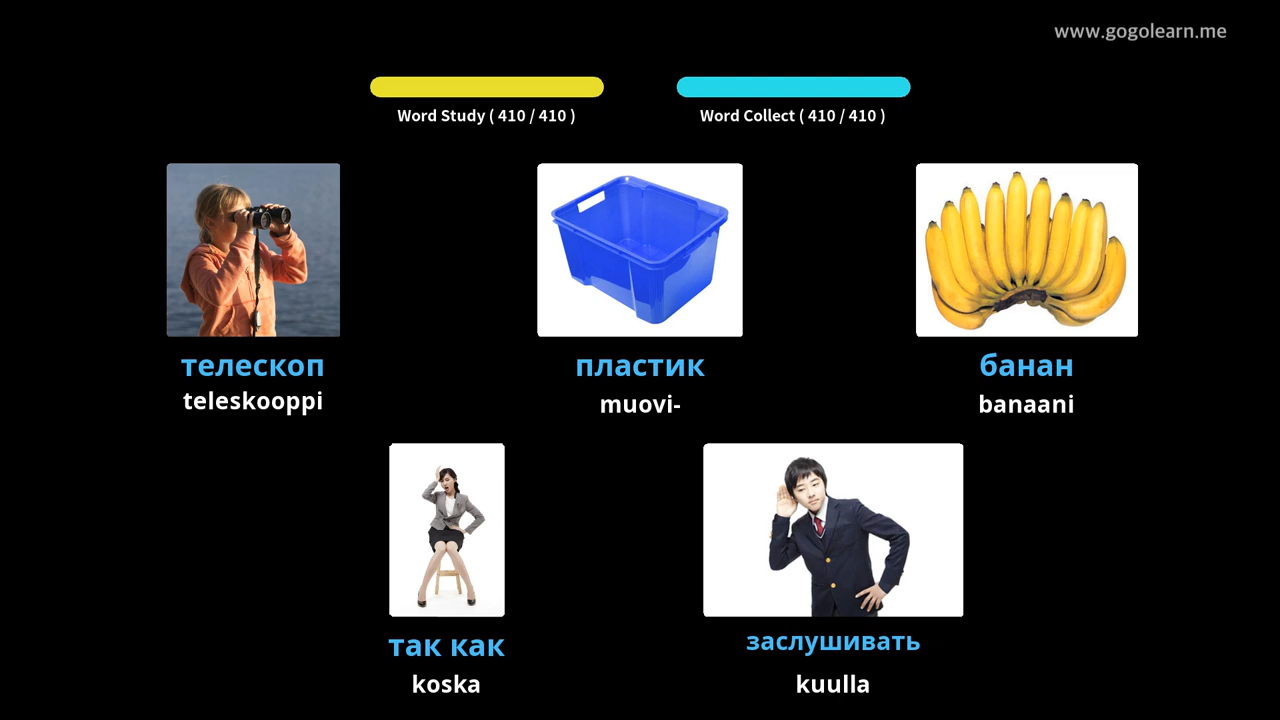 www.gogolearn.me
Word Study ( 410 / 410 )
Word Collect ( 410 / 410 )
телескоп
teleskooppi
пластик
muovi-
банан
banaani
так как
koska
заслушивать
kuulla